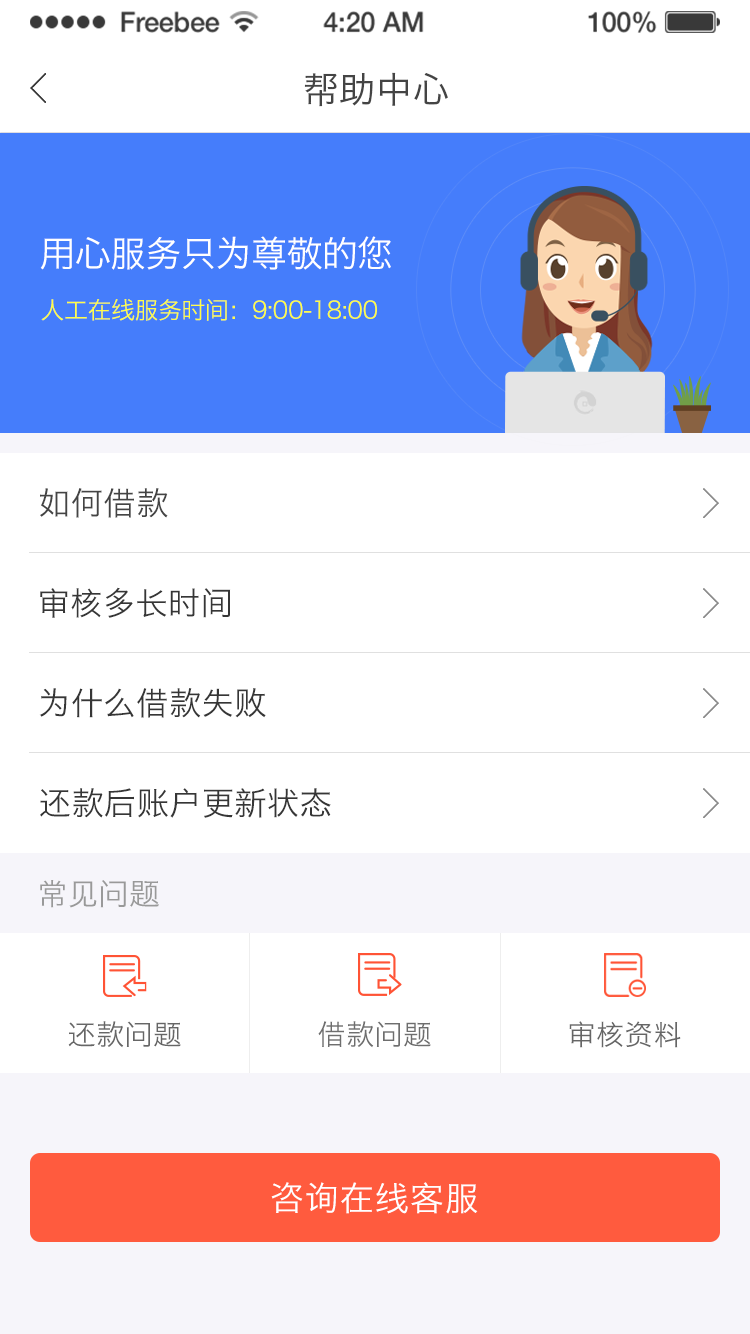 Freebee 4:20 AM 100%
帮助中心
用心服务只为尊敬的您
人工在线服务时间：9:00-18:00
如何借款
审核多长时间
为什么借款失败
还款后账户更新状态
常见问题
还款问题 借款问题 审核资料
咨询在线客服